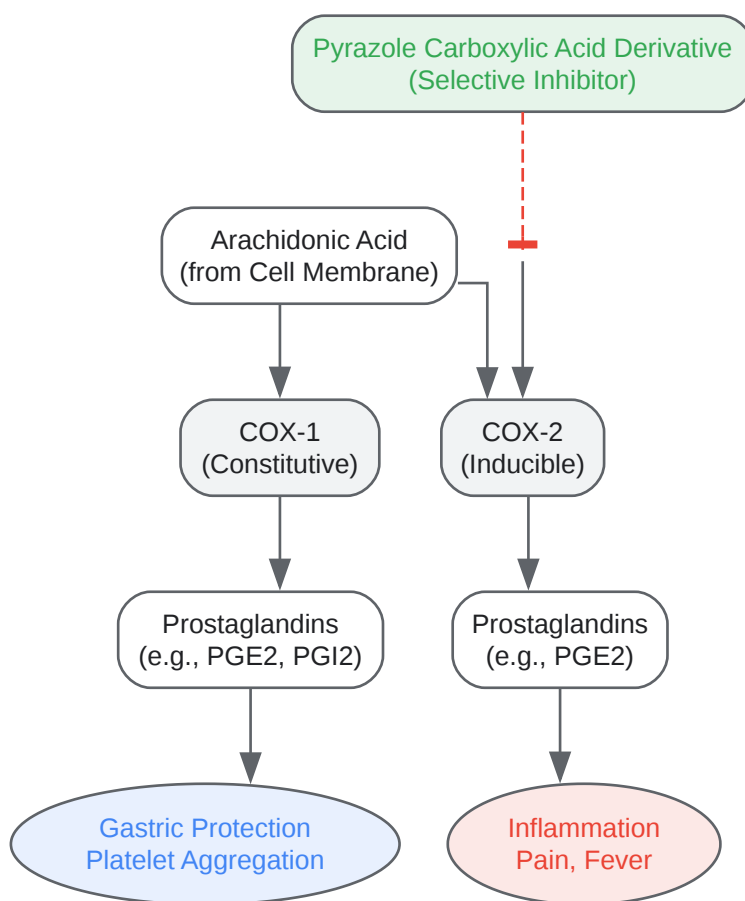 Pyrazole Carboxylic Acid Derivative
(Selective Inhibitor)
Arachidonic Acid
(from Cell Membrane)
COX-1
(Constitutive)
COX-2
(Inducible)
Prostaglandins
(e.g., PGE2, PGI2)
Prostaglandins
(e.g., PGE2)
Gastric Protection
Platelet Aggregation
Inflammation
Pain, Fever